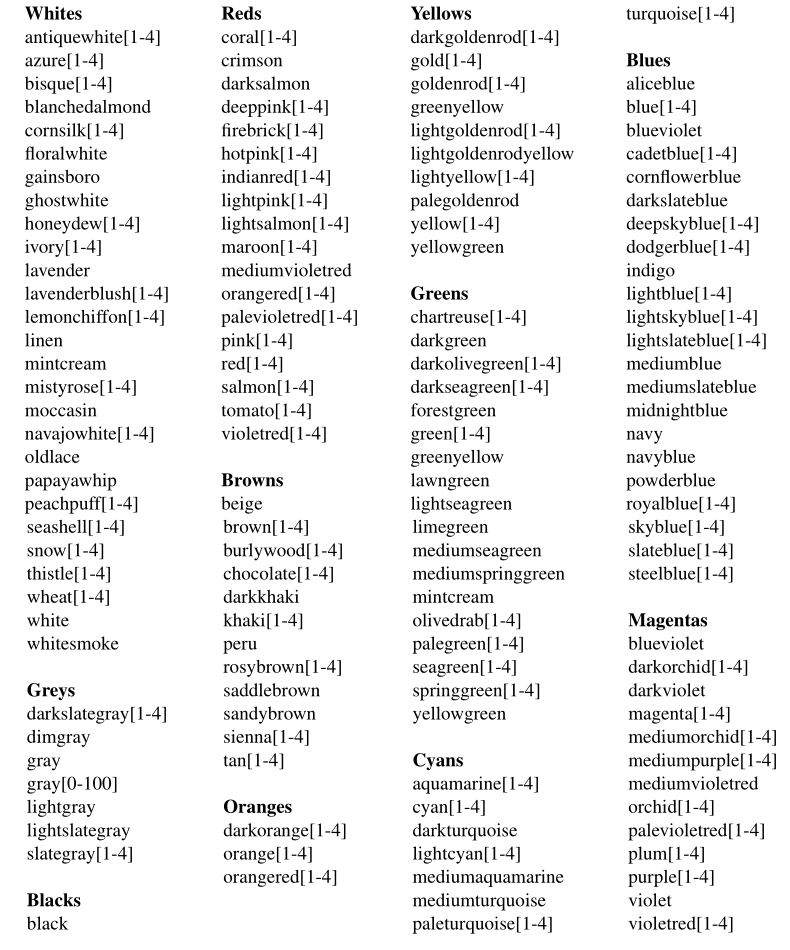 Whites
antiquewhite[1-4]
azure[1-4]
bisque[1-4]
blanchedalmond
cornsilk[1-4]
floralwhite
gainsboro
ghostwhite
honeydew[1-4]
ivory[1-4]
lavender
lavenderblush[1-4]
lemonchiffon[1-4]
linen
mintcream
mistyrose[1-4]
moccasin
navajowhite[1-4]
oldlace
papayawhip
peachpuff[1-4]
seashell[1-4]
snow[1-4]
thistle[1-4]
wheat[1-4]
white
whitesmoke
Greys
darkslategray[1-4]
dimgray
gray
gray[0-100]
lightgray
lightslategray
slategray[1-4]
Blacks
black
Reds
coral[1-4]
crimson
darksalmon
deeppink[1-4]
firebrick[1-4]
hotpink[1-4]
indianred[1-4]
lightpink[1-4]
lightsalmon[1-4]
maroon[1-4]
mediumvioletred
orangered[1-4]
palevioletred[1-4]
pink[1-4]
red[1-4]
salmon[1-4]
tomato[1-4]
violetred[1-4]
Browns
beige
brown[1-4]
burlywood[1-4]
chocolate[1-4]
darkkhaki
khaki[1-4]
peru
rosybrown[1-4]
saddlebrown
sandybrown
sienna[1-4]
tan[1-4]
Oranges
darkorange[1-4]
orange[1-4]
orangered[1-4]
Yellows
darkgoldenrod[1-4]
gold[1-4]
goldenrod[1-4]
greenyellow
lightgoldenrod[1-4]
lightgoldenrodyellow
lightyellow[1-4]
palegoldenrod
yellow[1-4]
yellowgreen
Greens
chartreuse[1-4]
darkgreen
darkolivegreen[1-4]
darkseagreen[1-4]
forestgreen
green[1-4]
greenyellow
lawngreen
lightseagreen
limegreen
mediumseagreen
mediumspringgreen
mintcream
olivedrab[1-4]
palegreen[1-4]
seagreen[1-4]
springgreen[1-4]
yellowgreen
Cyans
aquamarine[1-4]
cyan[1-4]
darkturquoise
lightcyan[1-4]
mediumaquamarine
mediumturquoise
paleturquoise[1-4]
turquoise[1-4]
Blues
aliceblue
blue[1-4]
blueviolet
cadetblue[1-4]
cornflowerblue
darkslateblue
deepskyblue[1-4]
dodgerblue[1-4]
indigo
lightblue[1-4]
lightskyblue[1-4]
lightslateblue[1-4]
mediumblue
mediumslateblue
midnightblue
navy
navyblue
powderblue
royalblue[1-4]
skyblue[1-4]
slateblue[1-4]
steelblue[1-4]
Magentas
blueviolet
darkorchid[1-4]
darkviolet
magenta[1-4]
mediumorchid[1-4]
mediumpurple[1-4]
mediumvioletred
orchid[1-4]
palevioletred[1-4]
plum[1-4]
purple[1-4]
violet
violetred[1-4]